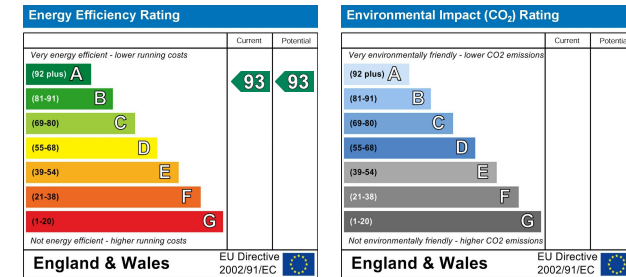 Energy Efficiency Rating
Current Potential
Very energy efficient - lower running costs
(92 plus) A
93 93
(81-91) B
(69-80) C
(55-68) D
(39-54) E
(21-38) F
(1-20) G
Not energy efficient - higher running costs
England & Wales
EU Directive
2002/91/EC
Environmental Impact (CO₂) Rating
Current Potential
Very environmentally friendly - lower CO2 emissions
(92 plus) A
(81-91) B
(69-80) C
(55-68) D
(39-54) E
(21-38) F
(1-20) G
Not environmentally friendly - higher CO2 emissions
England & Wales
EU Directive
2002/91/EC